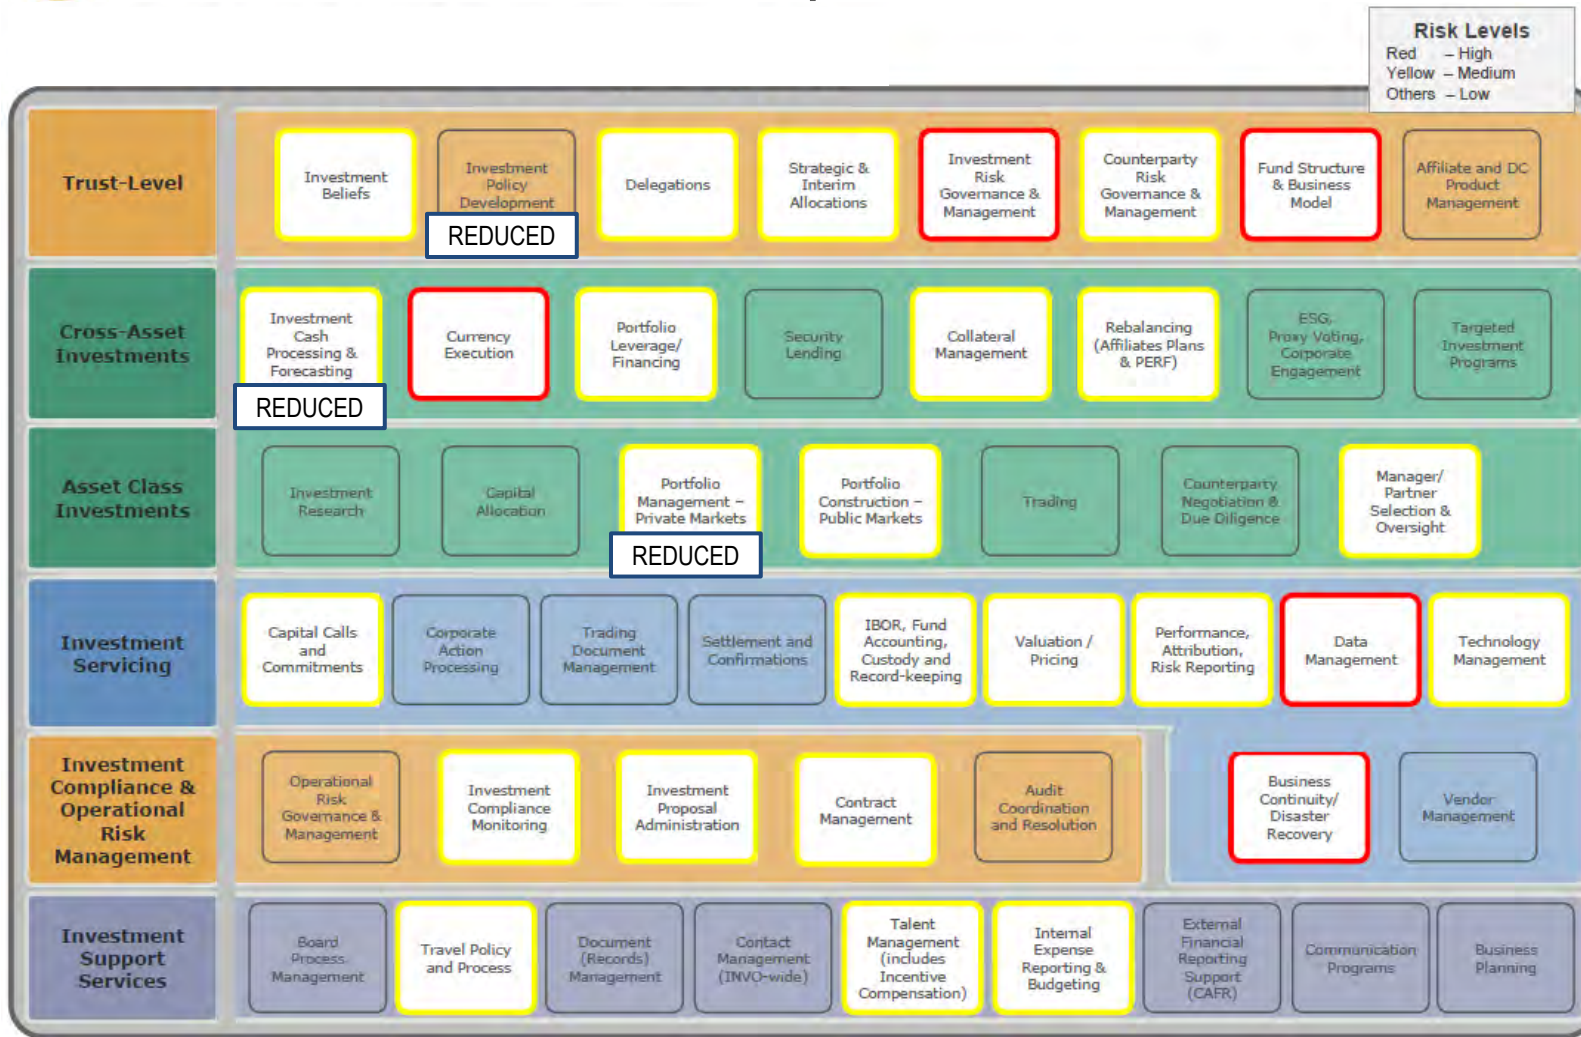 Risk Levels
Red – High
Yellow – Medium
Others – Low
Trust-Level
Investment
Beliefs
Investment
Policy
Development
REDUCED
Delegations
Strategic &
Interim
Allocations
Investment
Risk
Governance &
Management
Counterparty
Risk
Governance &
Management
Fund Structure
& Business
Model
Affiliate and DC
Product
Management
Cross-Asset
Investments
Investment
Cash
Processing &
Forecasting
REDUCED
Currency
Execution
Portfolio
Leverage/
Financing
Security
Lending
Collateral
Management
Rebalancing
(Affiliates Plans
& PERF)
ESG,
Proxy Voting,
Corporate
Engagement
Targeted
Investment
Programs
Asset Class
Investments
Investment
Research
Capital
Allocation
Portfolio
Management –
Private Markets
REDUCED
Portfolio
Construction –
Public Markets
Trading
Counterparty
Negotiation &
Due Diligence
Manager/
Partner
Selection &
Oversight
Investment
Servicing
Capital Calls
and
Commitments
Corporate
Action
Processing
Trading
Document
Management
Settlement and
Confirmations
IBOR, Fund
Accounting,
Custody and
Record-keeping
Valuation /
Pricing
Performance,
Attribution,
Risk Reporting
Data
Management
Technology
Management
Investment
Compliance &
Operational
Risk
Management
Operational
Risk
Governance &
Management
Investment
Compliance
Monitoring
Investment
Proposal
Administration
Contract
Management
Audit
Coordination
and Resolution
Business
Continuity/
Disaster
Recovery
Vendor
Management
Investment
Support
Services
Board
Process
Management
Travel Policy
and Process
Document
(Records)
Management
Contact
Management
(INVO-wide)
Talent
Management
(includes
Incentive
Compensation)
Internal
Expense
Reporting &
Budgeting
External
Financial
Reporting
Support
(CAFR)
Communication
Programs
Business
Planning